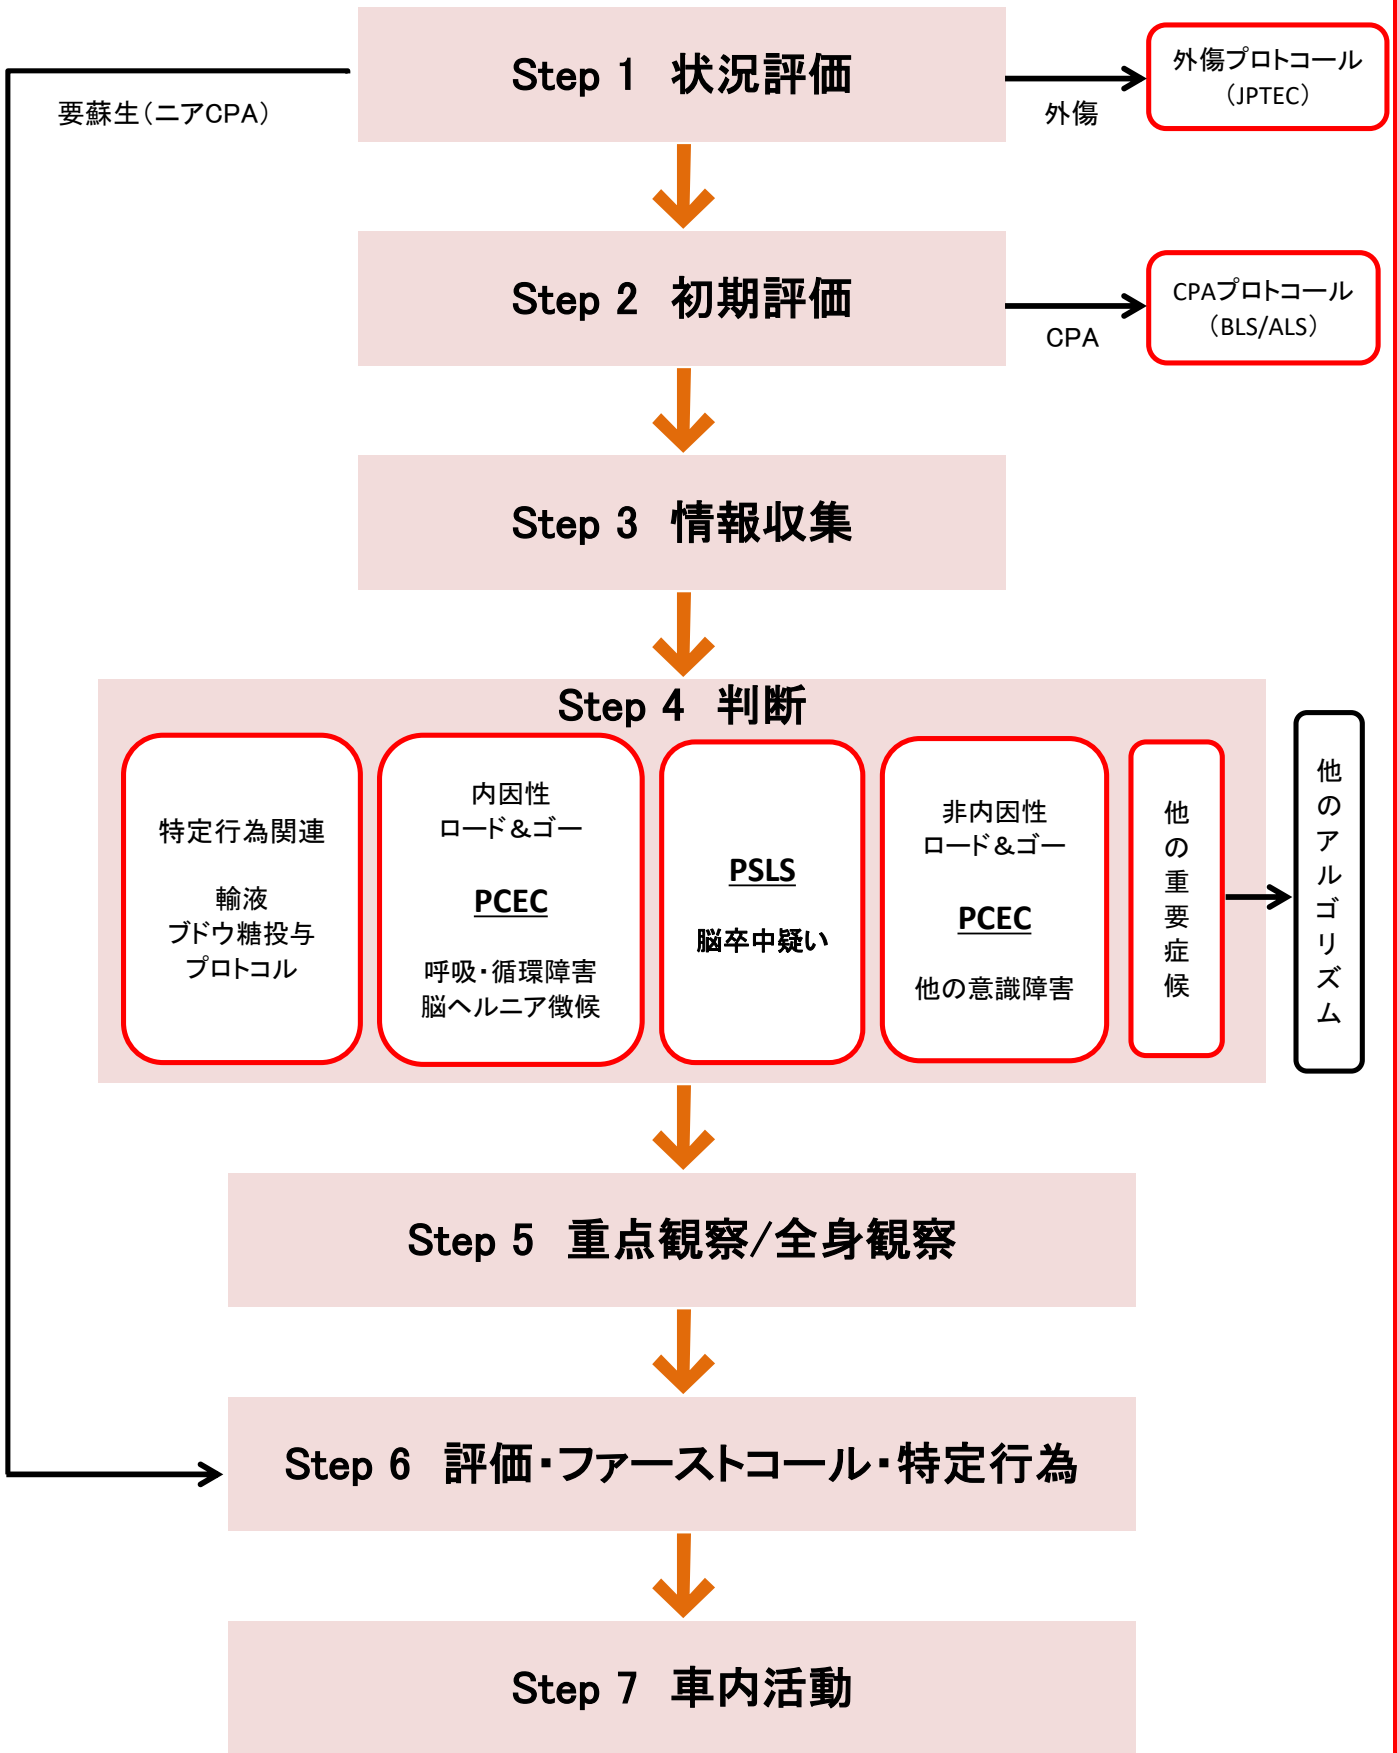 Step 1 状況評価
要蘇生（ニアCPA）
外傷
外傷プロトコール
（JPTEC）
Step 2 初期評価
CPA
CPAプロトコール
（BLS/ALS）
Step 3 情報収集
Step 4 判断
特定行為関連
輸液
ブドウ糖投与
プロトコル
内因性
ロード＆ゴー
PCEC
呼吸・循環障害
脳ヘルニア徴候
PSLS
脳卒中疑い
非内因性
ロード＆ゴー
PCEC
他の意識障害
他の重要症候
他のアルゴリズム
Step 5 重点観察/全身観察
Step 6 評価・ファーストコール・特定行為
Step 7 車内活動